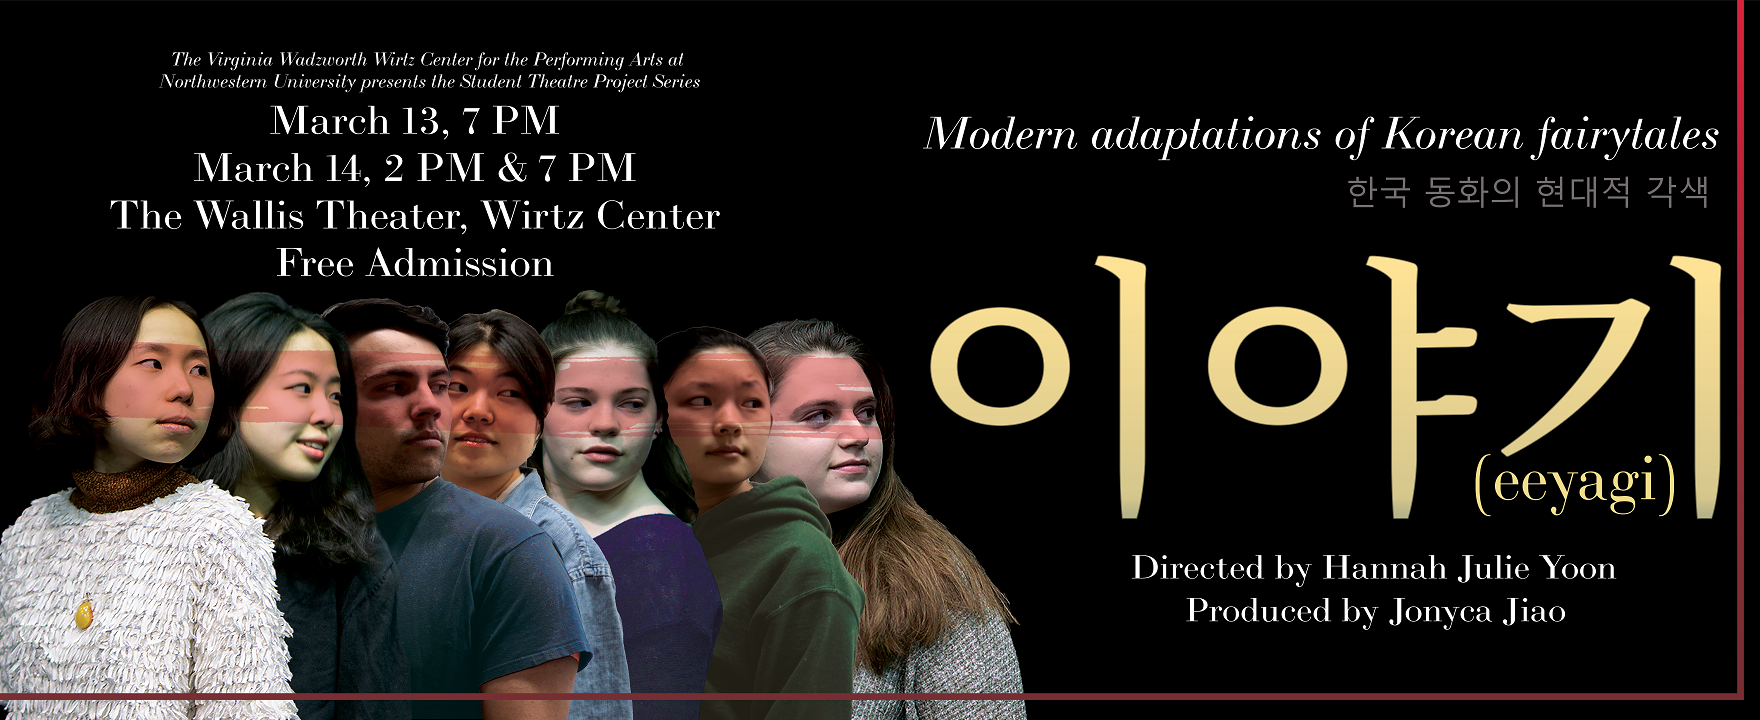 The Virginia Wadzworth Wirtz Center for the Performing Arts at
Northwestern University presents the Student Theatre Project Series
March 13, 7 PM
March 14, 2 PM & 7 PM
The Wallis Theater, Wirtz Center
Free Admission
Modern adaptations of Korean fairytales
한국 동화의 현대적 각색
이야기
(eeyagi)
Directed by Hannah Julie Yoon
Produced by Jonyca Jiao